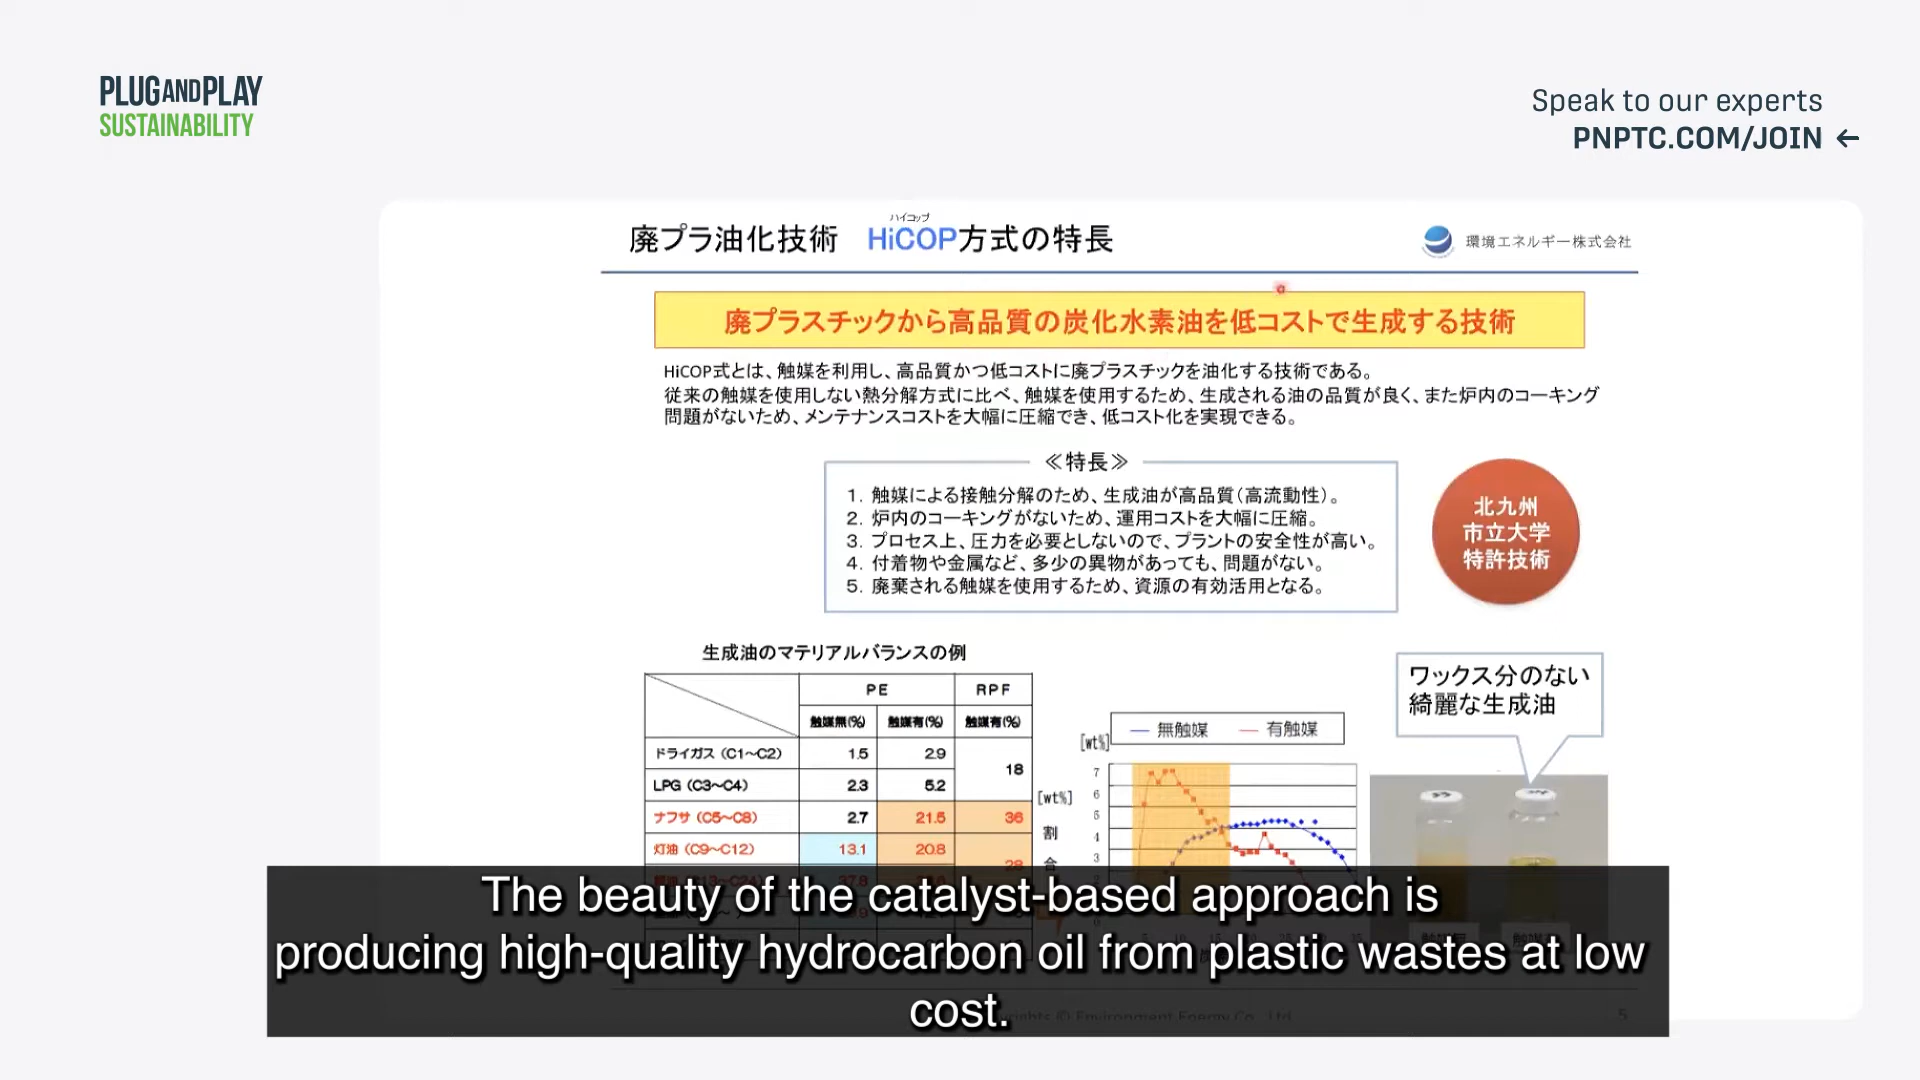 PLUGANDPLAY
SUSTAINABILITY
Speak to our experts
PNPTC.COM/JOIN ←
ハイコップ
廃プラ油化技術 HiCOP方式の特長
環境エネルギー株式会社
廃プラスチックから高品質の炭化水素油を低コストで生成する技術
HiCOP式とは、触媒を利用し、高品質かつ低コストに廃プラスチックを油化する技術である。
従来の触媒を使用しない熱分解方式に比べ、触媒を使用するため、生成される油の品質が良く、また炉内のコーキング
問題がないため、メンテナンスコストを大幅に圧縮でき、低コスト化を実現できる。
≪特長≫
1. 触媒による接触分解のため、生成油が高品質（高流動性）。
2. 炉内のコーキングがないため、運用コストを大幅に圧縮。
3. プロセス上、圧力を必要としないので、プラントの安全性が高い。
4. 付着物や金属など、多少の異物があっても、問題がない。
5. 廃棄される触媒を使用するため、資源の有効活用となる。
北九州
市立大学
特許技術
生成油のマテリアルバランスの例
PE RPF
触媒無(%) 触媒有(%) 触媒有(%)
ドライガス（C1～C2） 1.5 2.9
18
LPG（C3～C4） 2.3 5.2
ナフサ（C5～C8） 2.7 21.5 36
灯油（C9～C12） 13.1 20.8
28
[wt%]
割
合
[wt%]
無触媒 有触媒
7
6
5
4
3
ワックス分のない
綺麗な生成油
The beauty of the catalyst-based approach is
producing high-quality hydrocarbon oil from plastic wastes at low
cost.
5